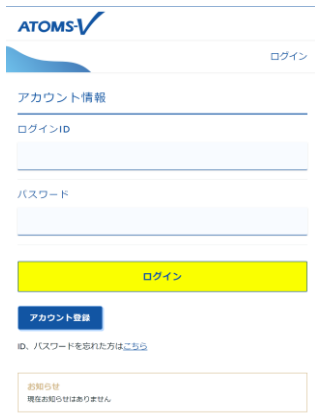 ATOMS-V
ログイン
アカウント情報
ログインID
パスワード
ログイン
アカウント登録
ID、パスワードを忘れた方はこちら
お知らせ
現在お知らせはありません